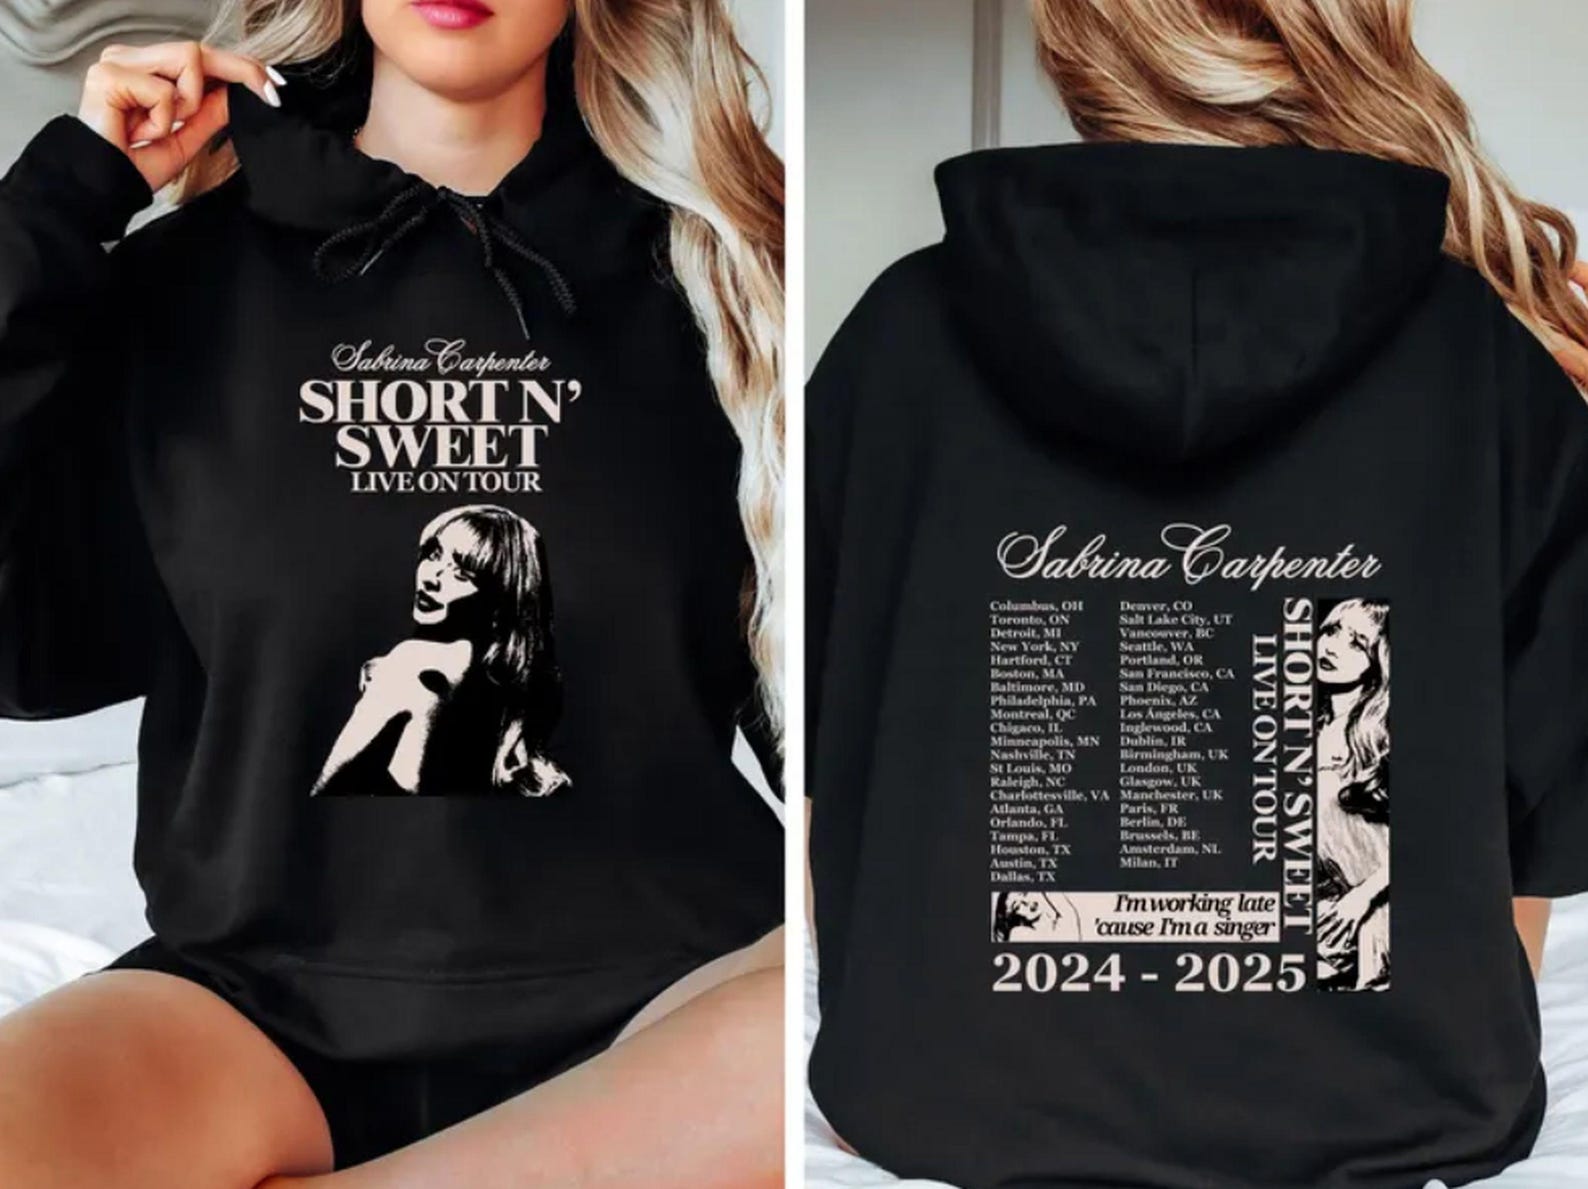 Sabrina Carpenter
SHORT N'
SWEET
LIVE ON TOUR
Sabrina Carpenter
Columbus, OH
Toronto, ON
Detroit, MI
New York, NY
Hartford, CT
Boston, MA
Baltimore, MD
Philadelphia, PA
Montreal, QC
Chigaco, IL
Minneapolis, MN
Nashville, TN
St Louis, MO
Raleigh, NC
Charlottesville, VA
Atlanta, GA
Orlando, FL
Tampa, FL
Houston, TX
Austin, TX
Dallas, TX
Denver, CO
Salt Lake City, UT
Vancouver, BC
Seattle, WA
Portland, OR
San Francisco, CA
San Diego, CA
Phoenix, AZ
Los Angeles, CA
Inglewood, CA
Dublin, IR
Birmingham, UK
London, UK
Glasgow, UK
Manchester, UK
Paris, FR
Berlin, DE
Brussels, BE
Amsterdam, NL
Milan, IT
SHORT N' SWEET
LIVE ON TOUR
I'm working late
'cause I'm a singer
2024 - 2025